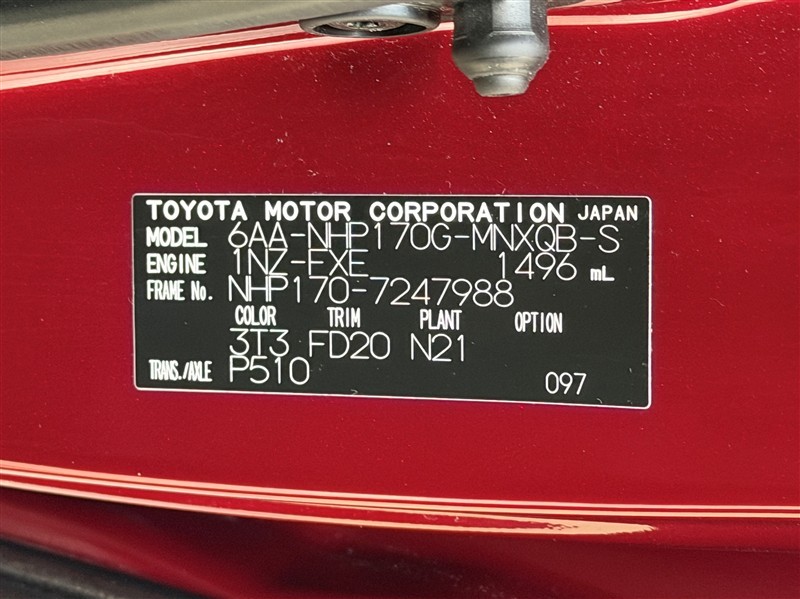 TOYOTA MOTOR CORPORATION JAPAN
MODEL 6AA-NHP170G-MNXQB-S
ENGINE 1NZ-FXE 1496 mL
FRAME No. NHP170-7247988
COLOR TRIM PLANT OPTION
3T3 FD20 N21
TRANS./AXLE P510 097